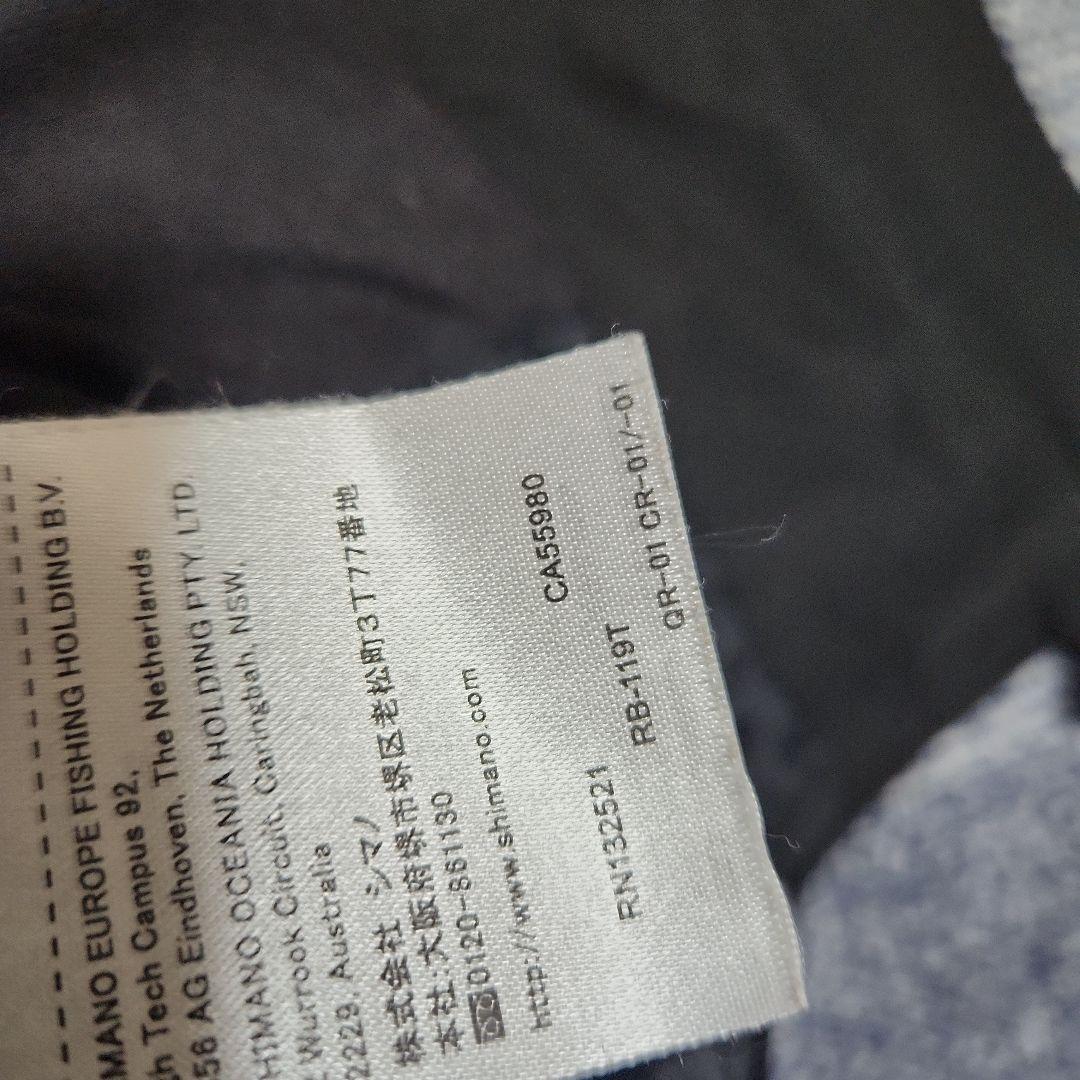 MANO EUROPE FISHING HOLDING B.V.
Tech Campus 92,
56 AG Eindhoven, The Netherlands
HIMANO OCEANIA HOLDING PTY LTD.
Wurrook Circuit, Caringbah, NSW,
2229, Australia
株式会社 シマノ
本社:大阪府堺市堺区老松町3丁77番地
0120-861130
http://www.shimano.com
RN132521 CA55980
RB-119T
QR-01 CR-01/-01